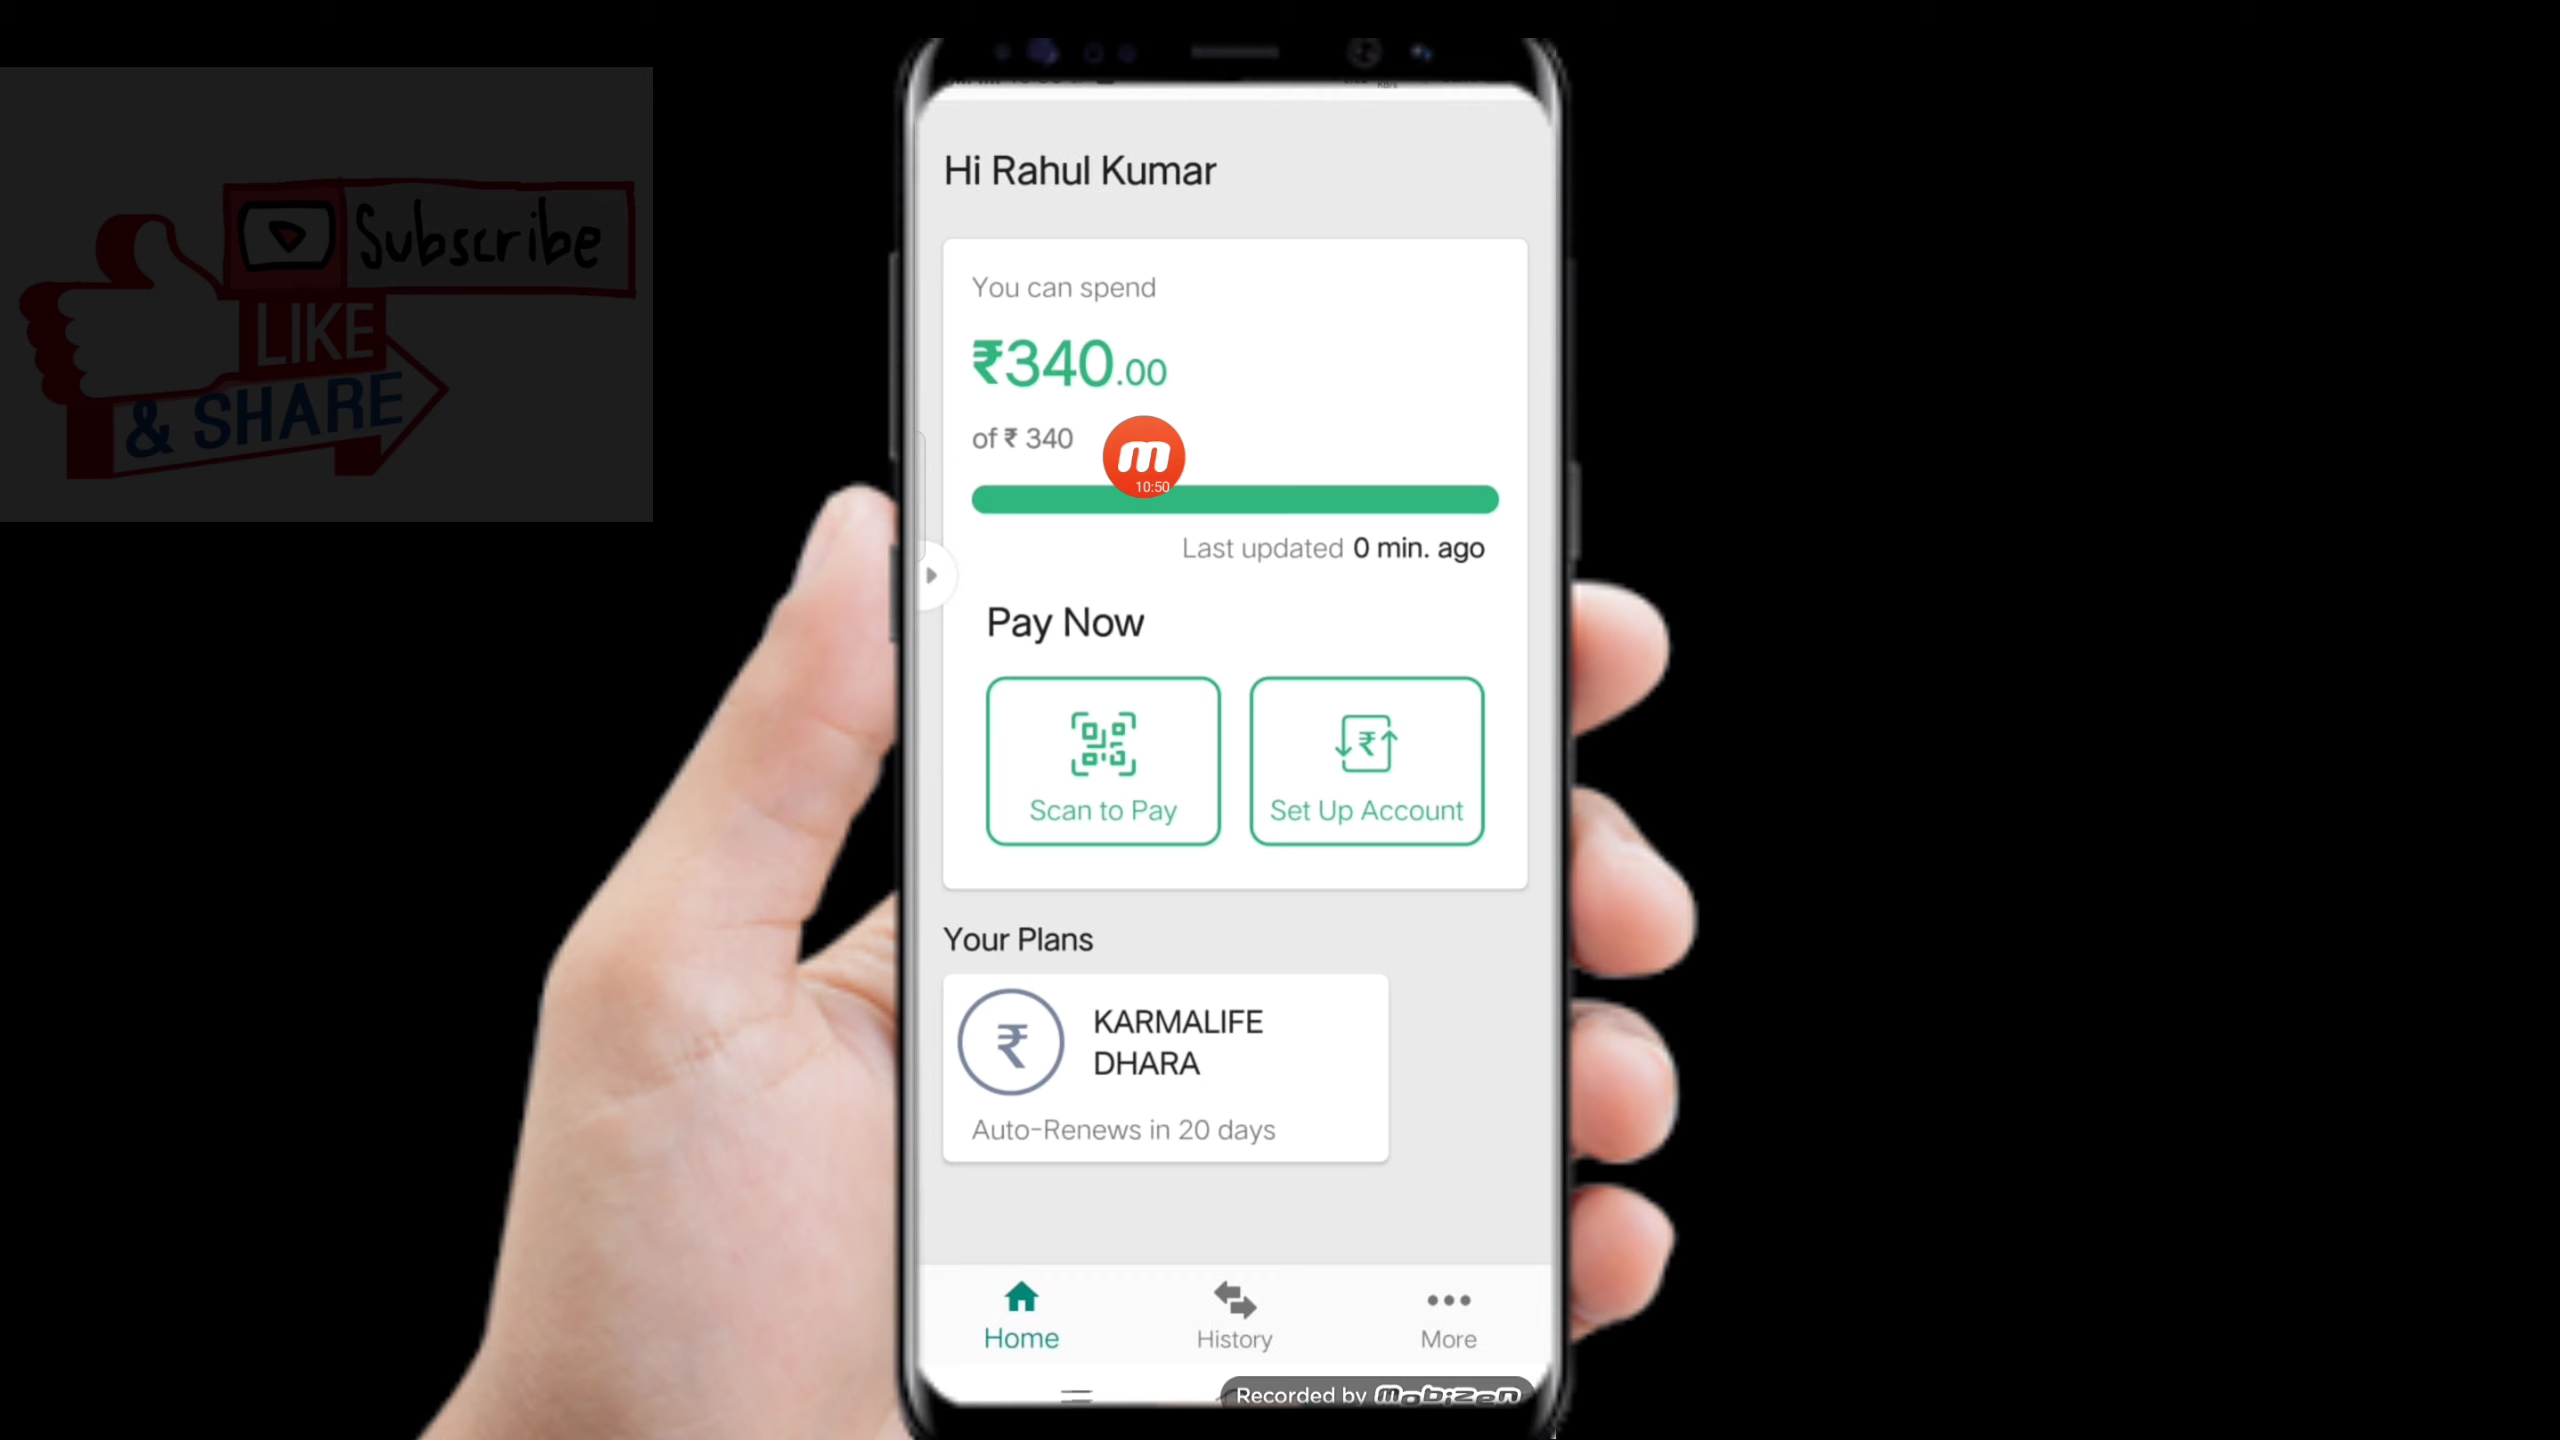 Subscribe
LIKE
& SHARE
Hi Rahul Kumar
You can spend
₹340.00
of ₹ 340
m
10:50
Last updated 0 min. ago
Pay Now
Scan to Pay
Set Up Account
Your Plans
₹
KARMALIFE
DHARA
Auto-Renews in 20 days
Home
History
More
Recorded by mobizen